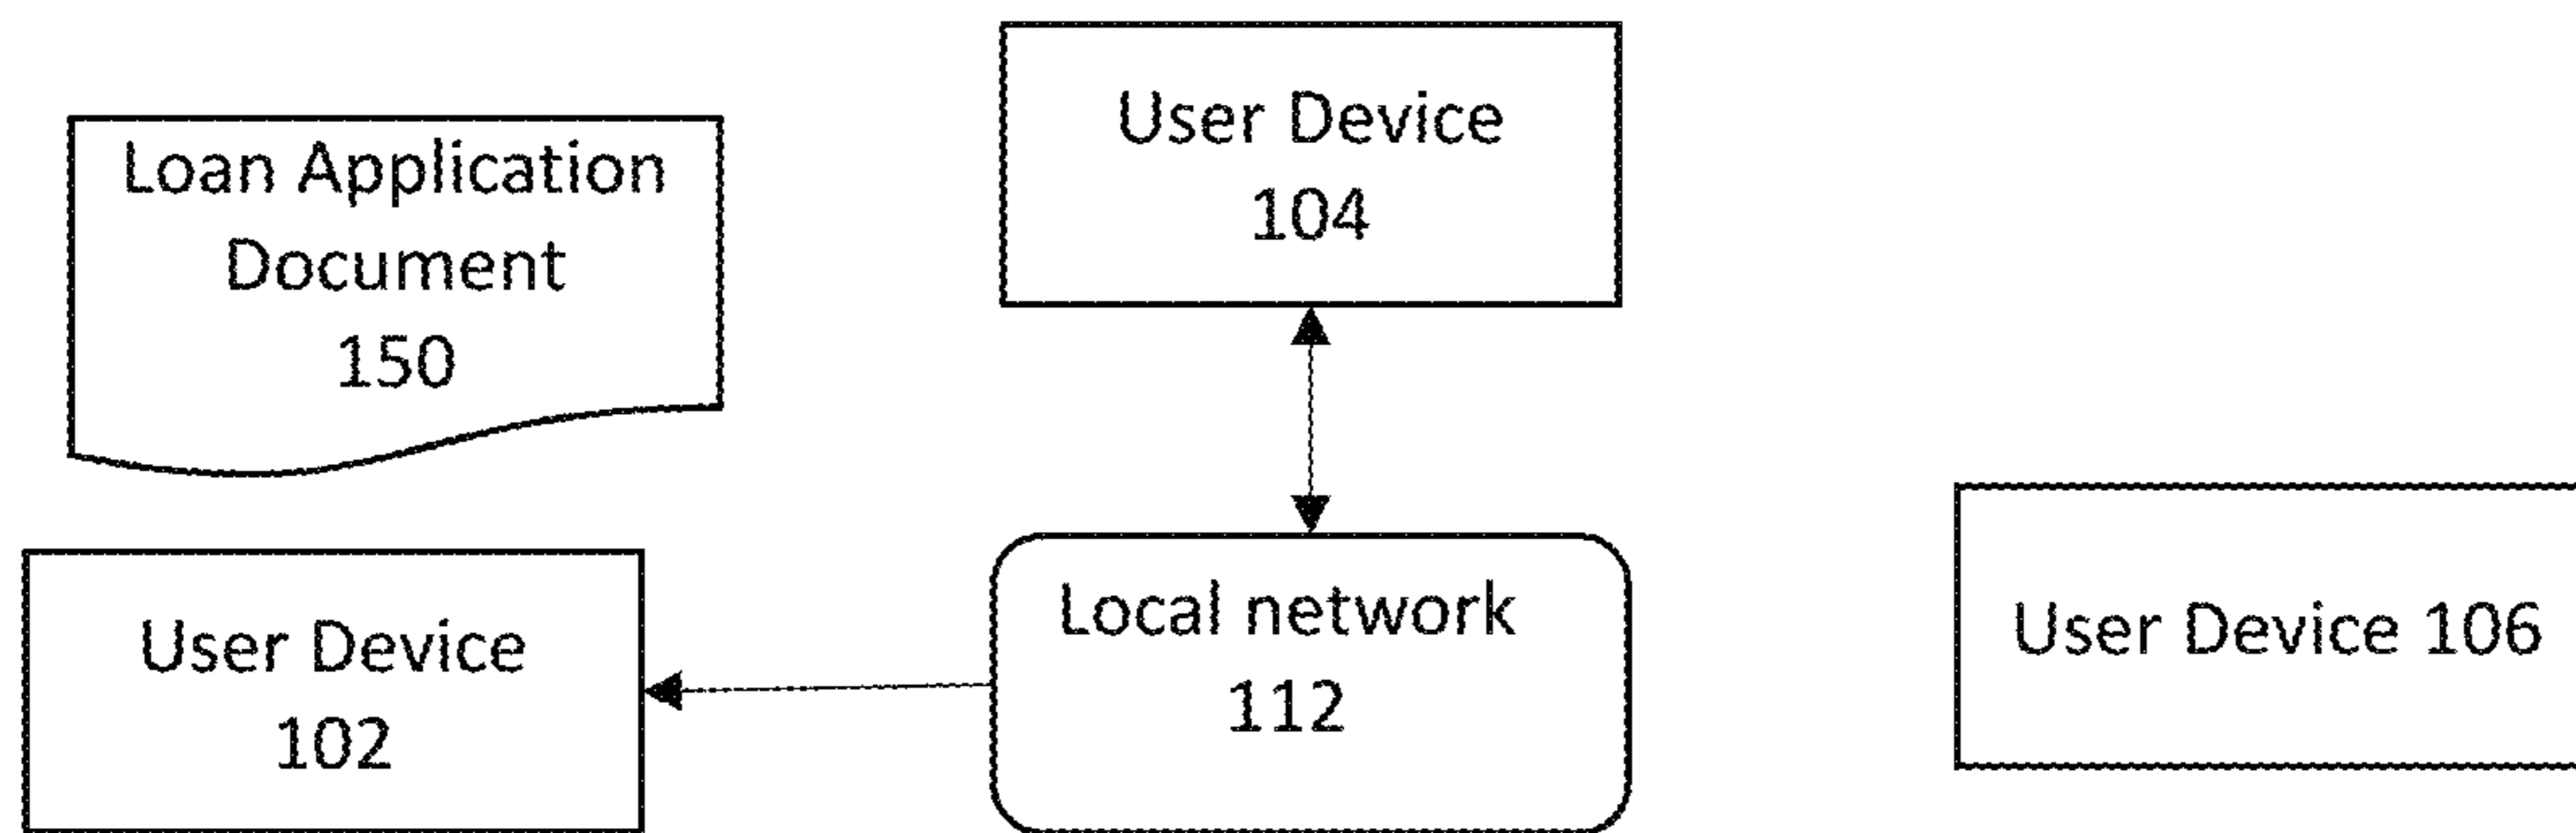 Loan Application
Document
150
User Device
104
User Device
102
Local network
112
User Device 106